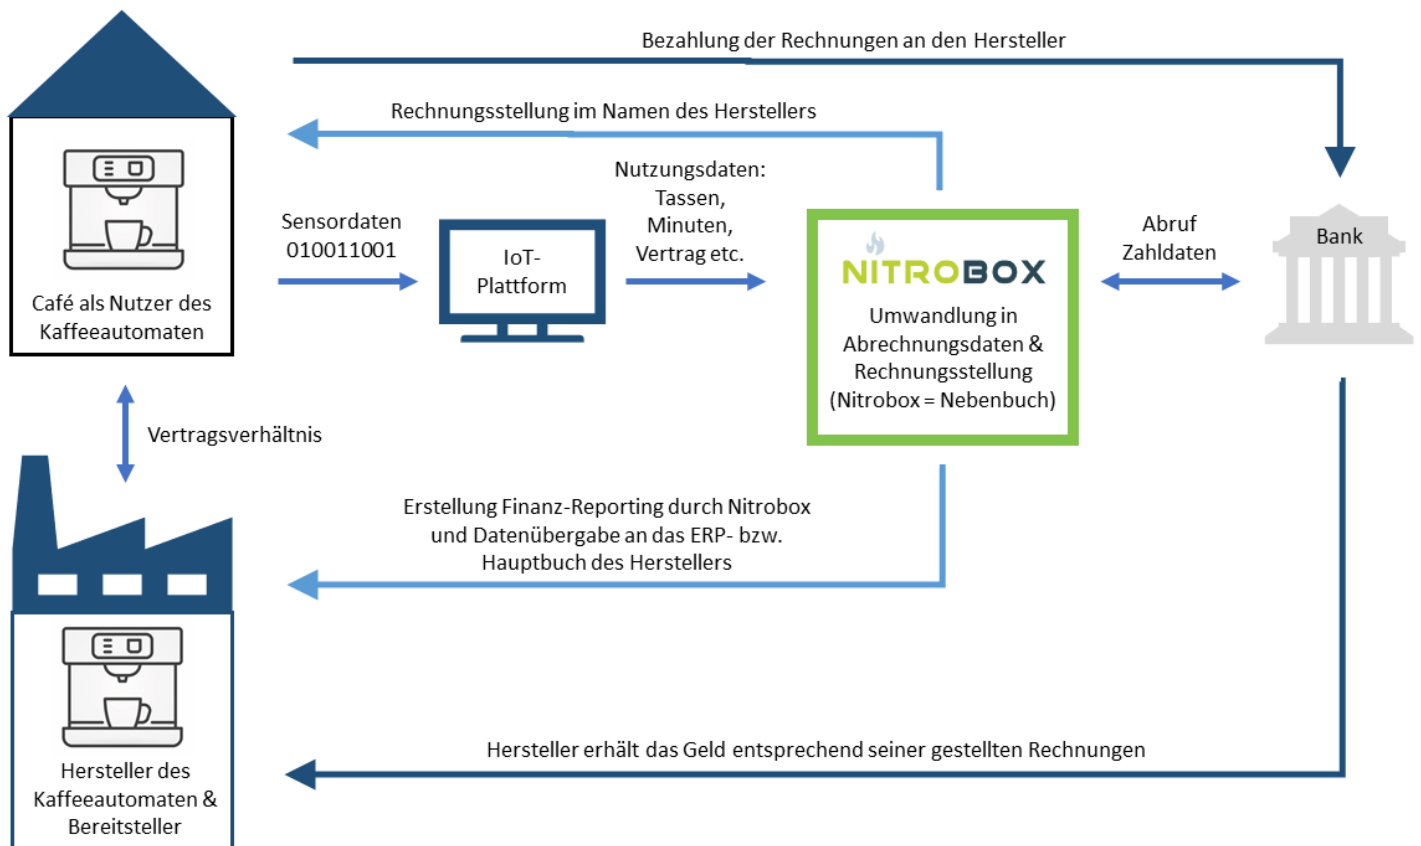 Bezahlung der Rechnungen an den Hersteller
Rechnungsstellung im Namen des Herstellers
Café als Nutzer des
Kaffeeautomaten
Sensordaten
010011001
IoT-
Plattform
Nutzungsdaten:
Tassen,
Minuten,
Vertrag etc.
NITROBOX
Umwandlung in
Abrechnungsdaten &
Rechnungsstellung
(Nitrobox = Nebenbuch)
Abruf
Zahldaten
Bank
Vertragsverhältnis
Erstellung Finanz-Reporting durch Nitrobox
und Datenübergabe an das ERP- bzw.
Hauptbuch des Herstellers
Hersteller erhält das Geld entsprechend seiner gestellten Rechnungen
Hersteller des
Kaffeeautomaten &
Bereitsteller